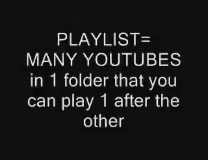 PLAYLIST=
MANY YOUTUBES
in 1 folder that you
can play 1 after the
other